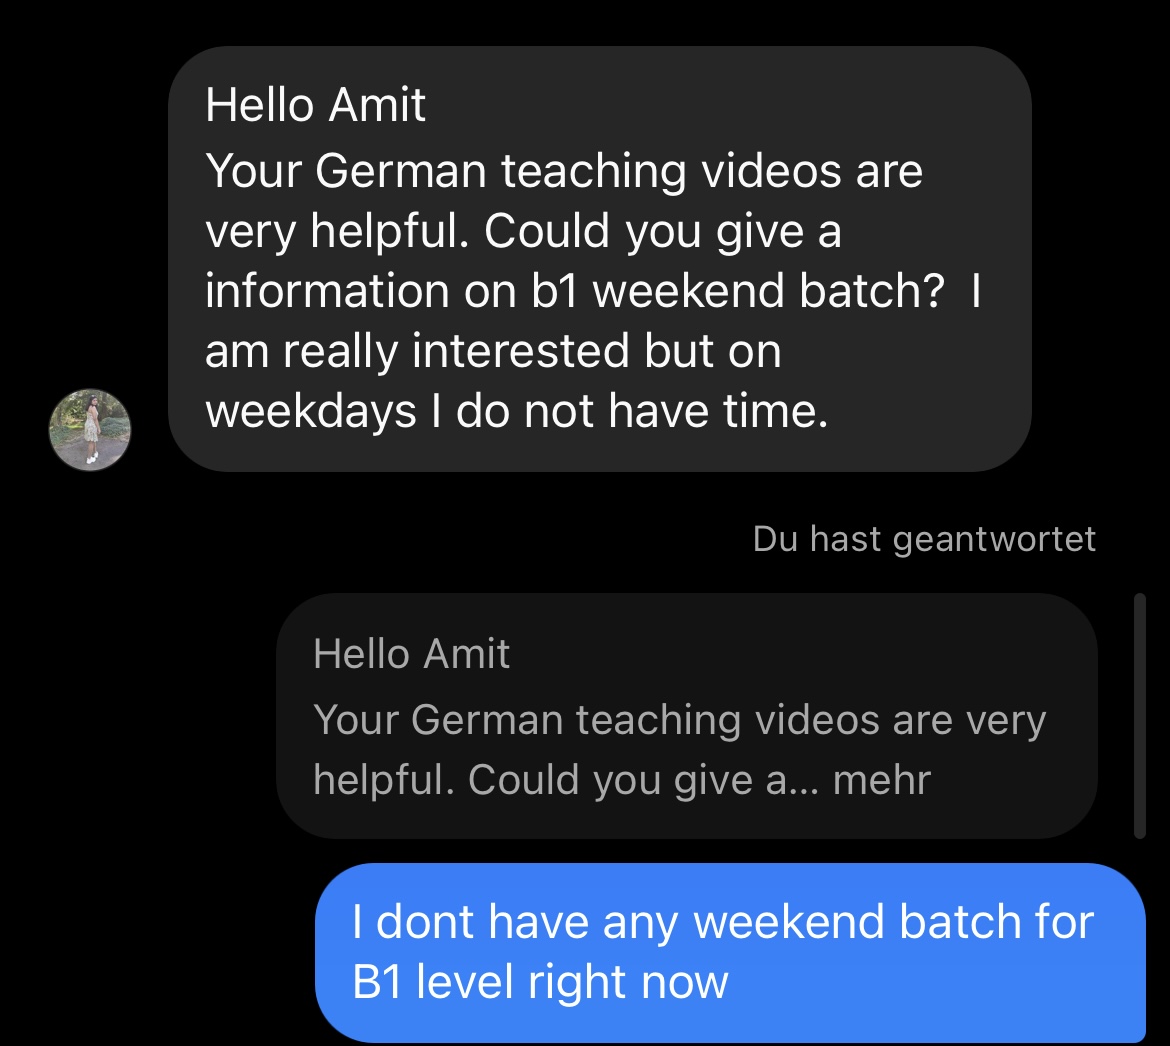 Hello Amit
Your German teaching videos are
very helpful. Could you give a
information on b1 weekend batch?  I
am really interested but on
weekdays I do not have time.
Du hast geantwortet
Hello Amit
Your German teaching videos are very
helpful. Could you give a... mehr
I dont have any weekend batch for
B1 level right now